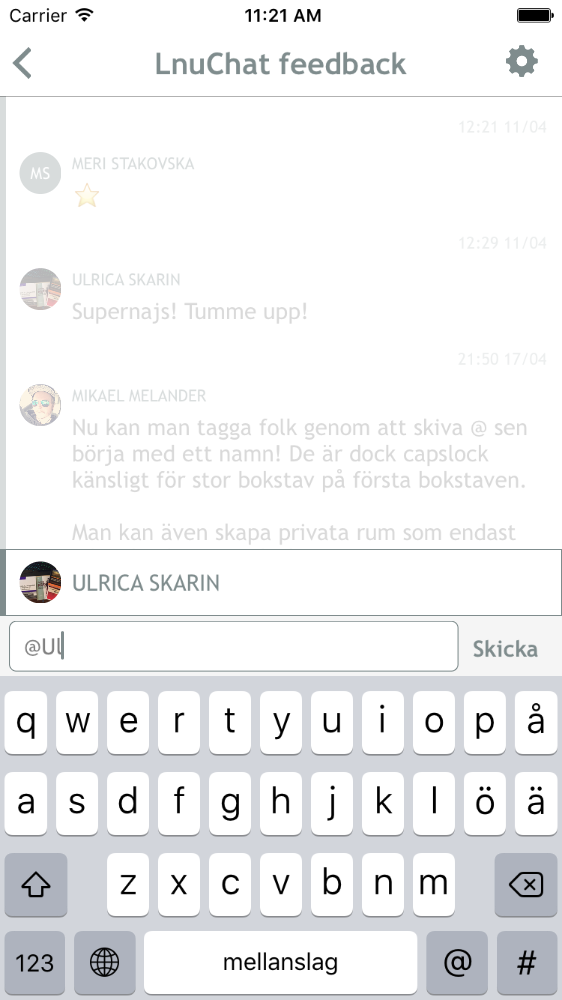 Carrier 11:21 AM
LnuChat feedback
12:21 11/04
MS MERI STAKOVSKA
12:29 11/04
ULRICA SKARIN
Supernajs! Tumme upp!
21:50 17/04
MIKAEL MELANDER
Nu kan man tagga folk genom att skiva @ sen
börja med ett namn! De är dock capslock
känsligt för stor bokstav på första bokstaven.
Man kan även skapa privata rum som endast
ULRICA SKARIN
@Ul Skicka
q w e r t y u i o p å
a s d f g h j k l ö ä
z x c v b n m
123 mellanslag @ #